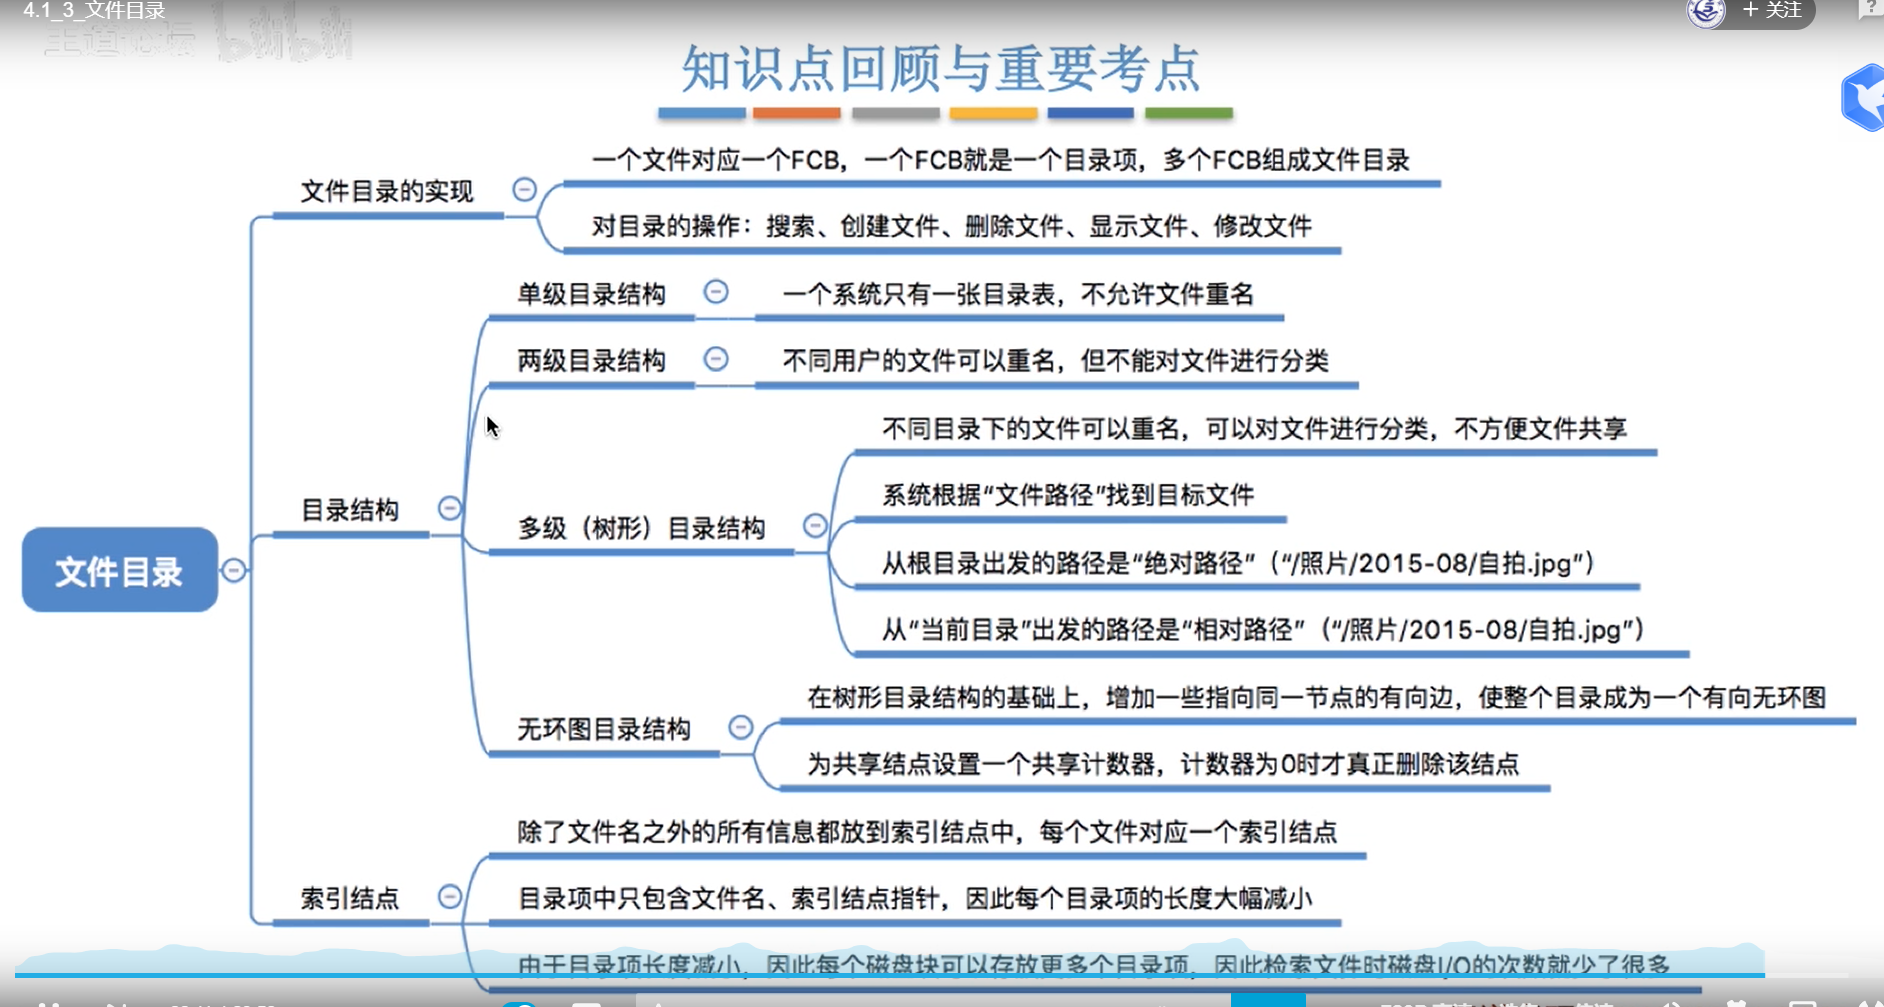 4.1_3_文件目录
王道论坛 bilibili
+ 关注
知识点回顾与重要考点
一个文件对应一个FCB，一个FCB就是一个目录项，多个FCB组成文件目录
文件目录的实现
对目录的操作：搜索、创建文件、删除文件、显示文件、修改文件
单级目录结构
一个系统只有一张目录表，不允许文件重名
两级目录结构
不同用户的文件可以重名，但不能对文件进行分类
不同目录下的文件可以重名，可以对文件进行分类，不方便文件共享
系统根据“文件路径”找到目标文件
目录结构
多级（树形）目录结构
从根目录出发的路径是“绝对路径”（“/照片/2015-08/自拍.jpg”）
文件目录
从“当前目录”出发的路径是“相对路径”（“/照片/2015-08/自拍.jpg”）
在树形目录结构的基础上，增加一些指向同一节点的有向边，使整个目录成为一个有向无环图
无环图目录结构
为共享结点设置一个共享计数器，计数器为0时才真正删除该结点
除了文件名之外的所有信息都放到索引结点中，每个文件对应一个索引结点
索引结点
目录项中只包含文件名、索引结点指针，因此每个目录项的长度大幅减小
由于目录项长度减小，因此每个磁盘块可以存放更多个目录项，因此检索文件时磁盘I/O的次数就少了很多